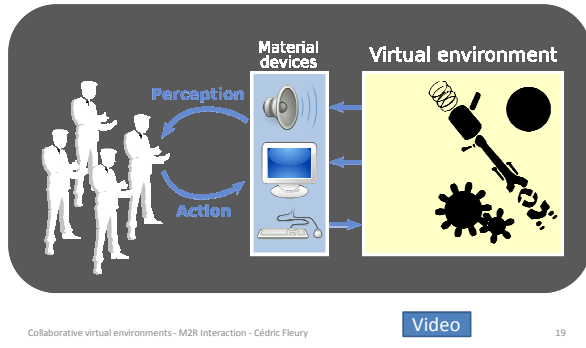 Material
devices
Virtual environment
Perception
Action
Video
Collaborative virtual environments - M2R Interaction - Cédric Fleury
19